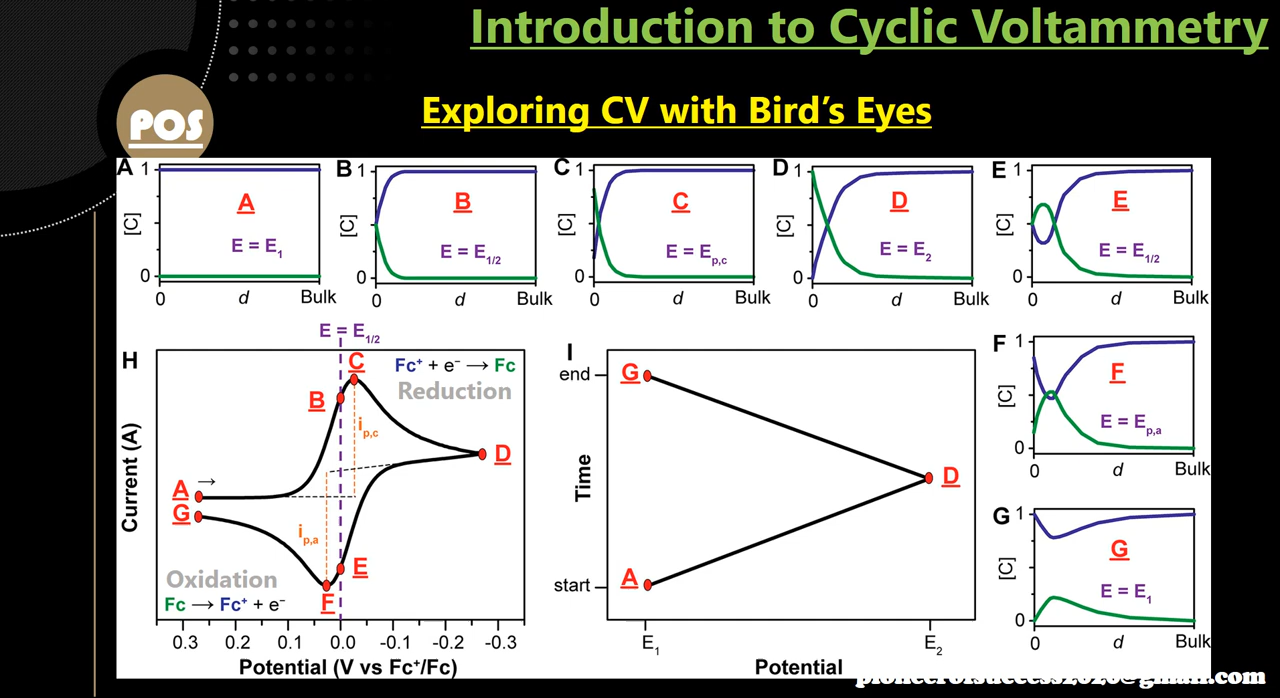 Introduction to Cyclic Voltammetry
POS
Exploring CV with Bird's Eyes
A
1
0
[C]
A
E = E1
0 d Bulk
B
1
0
[C]
B
E = E1/2
0 d Bulk
C
1
0
[C]
C
E = Ep,c
0 d Bulk
D
1
0
[C]
D
E = E2
0 d Bulk
E
1
0
[C]
E
E = E1/2
0 d Bulk
F
1
0
[C]
F
E = Ep,a
0 d Bulk
G
1
0
[C]
G
E = E1
0 d Bulk
H
E = E1/2
C
Fc⁺ + e⁻ → Fc
Reduction
B
ip,c
D
A →
G
ip,a
E
F
Oxidation
Fc → Fc⁺ + e⁻
Current (A)
0.3 0.2 0.1 0.0 -0.1 -0.2 -0.3
Potential (V vs Fc⁺/Fc)
I
end
G
D
A
start
Time
E1 E2
Potential